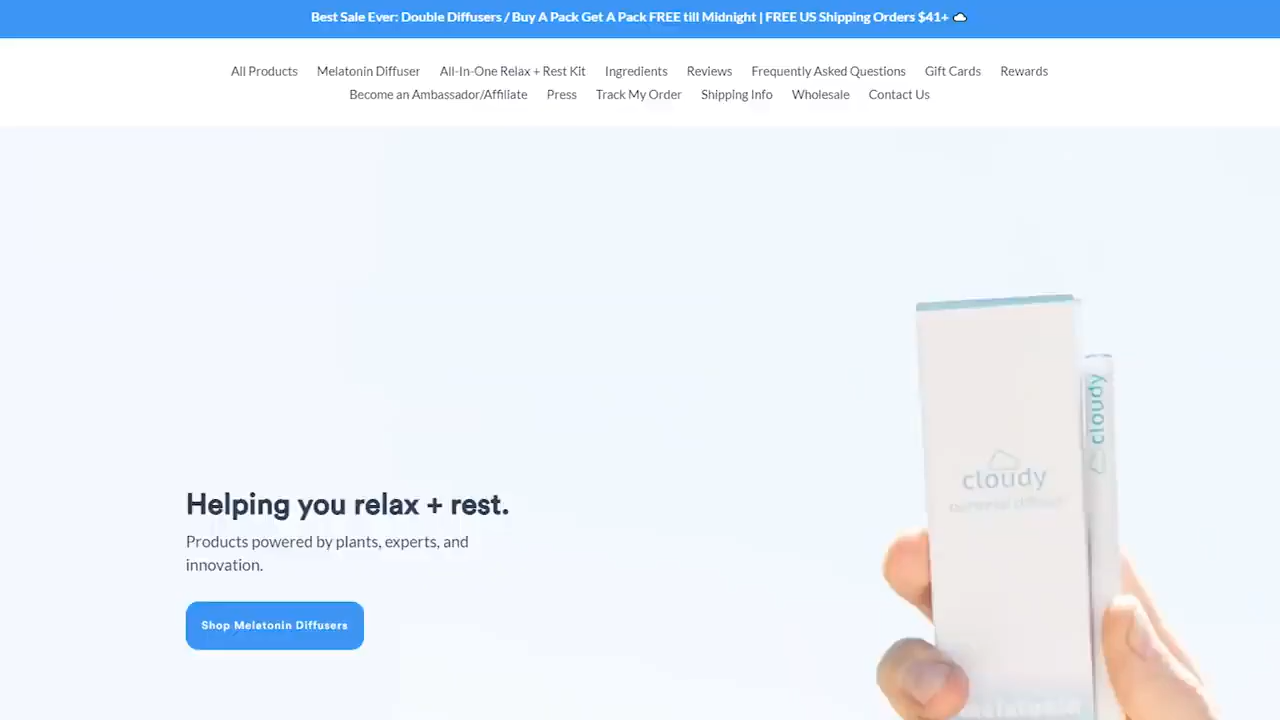 Best Sale Ever: Double Diffusers / Buy A Pack Get A Pack FREE till Midnight | FREE US Shipping Orders $41+
All Products Melatonin Diffuser All-In-One Relax + Rest Kit Ingredients Reviews Frequently Asked Questions Gift Cards Rewards
Become an Ambassador/Affiliate Press Track My Order Shipping Info Wholesale Contact Us
cloudy
cloudy
Helping you relax + rest.
Products powered by plants, experts, and
innovation.
Shop Melatonin Diffusers